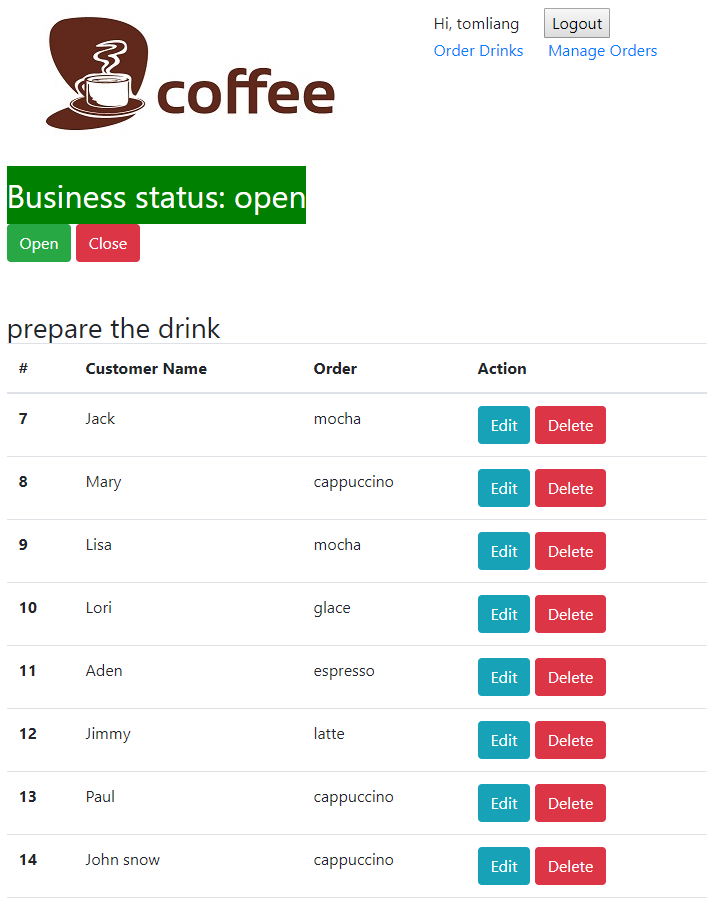 Hi, tomliang Logout
Order Drinks Manage Orders
coffee
Business status: open
Open Close
prepare the drink
# Customer Name Order Action
7 Jack mocha Edit Delete
8 Mary cappuccino Edit Delete
9 Lisa mocha Edit Delete
10 Lori glace Edit Delete
11 Aden espresso Edit Delete
12 Jimmy latte Edit Delete
13 Paul cappuccino Edit Delete
14 John snow cappuccino Edit Delete